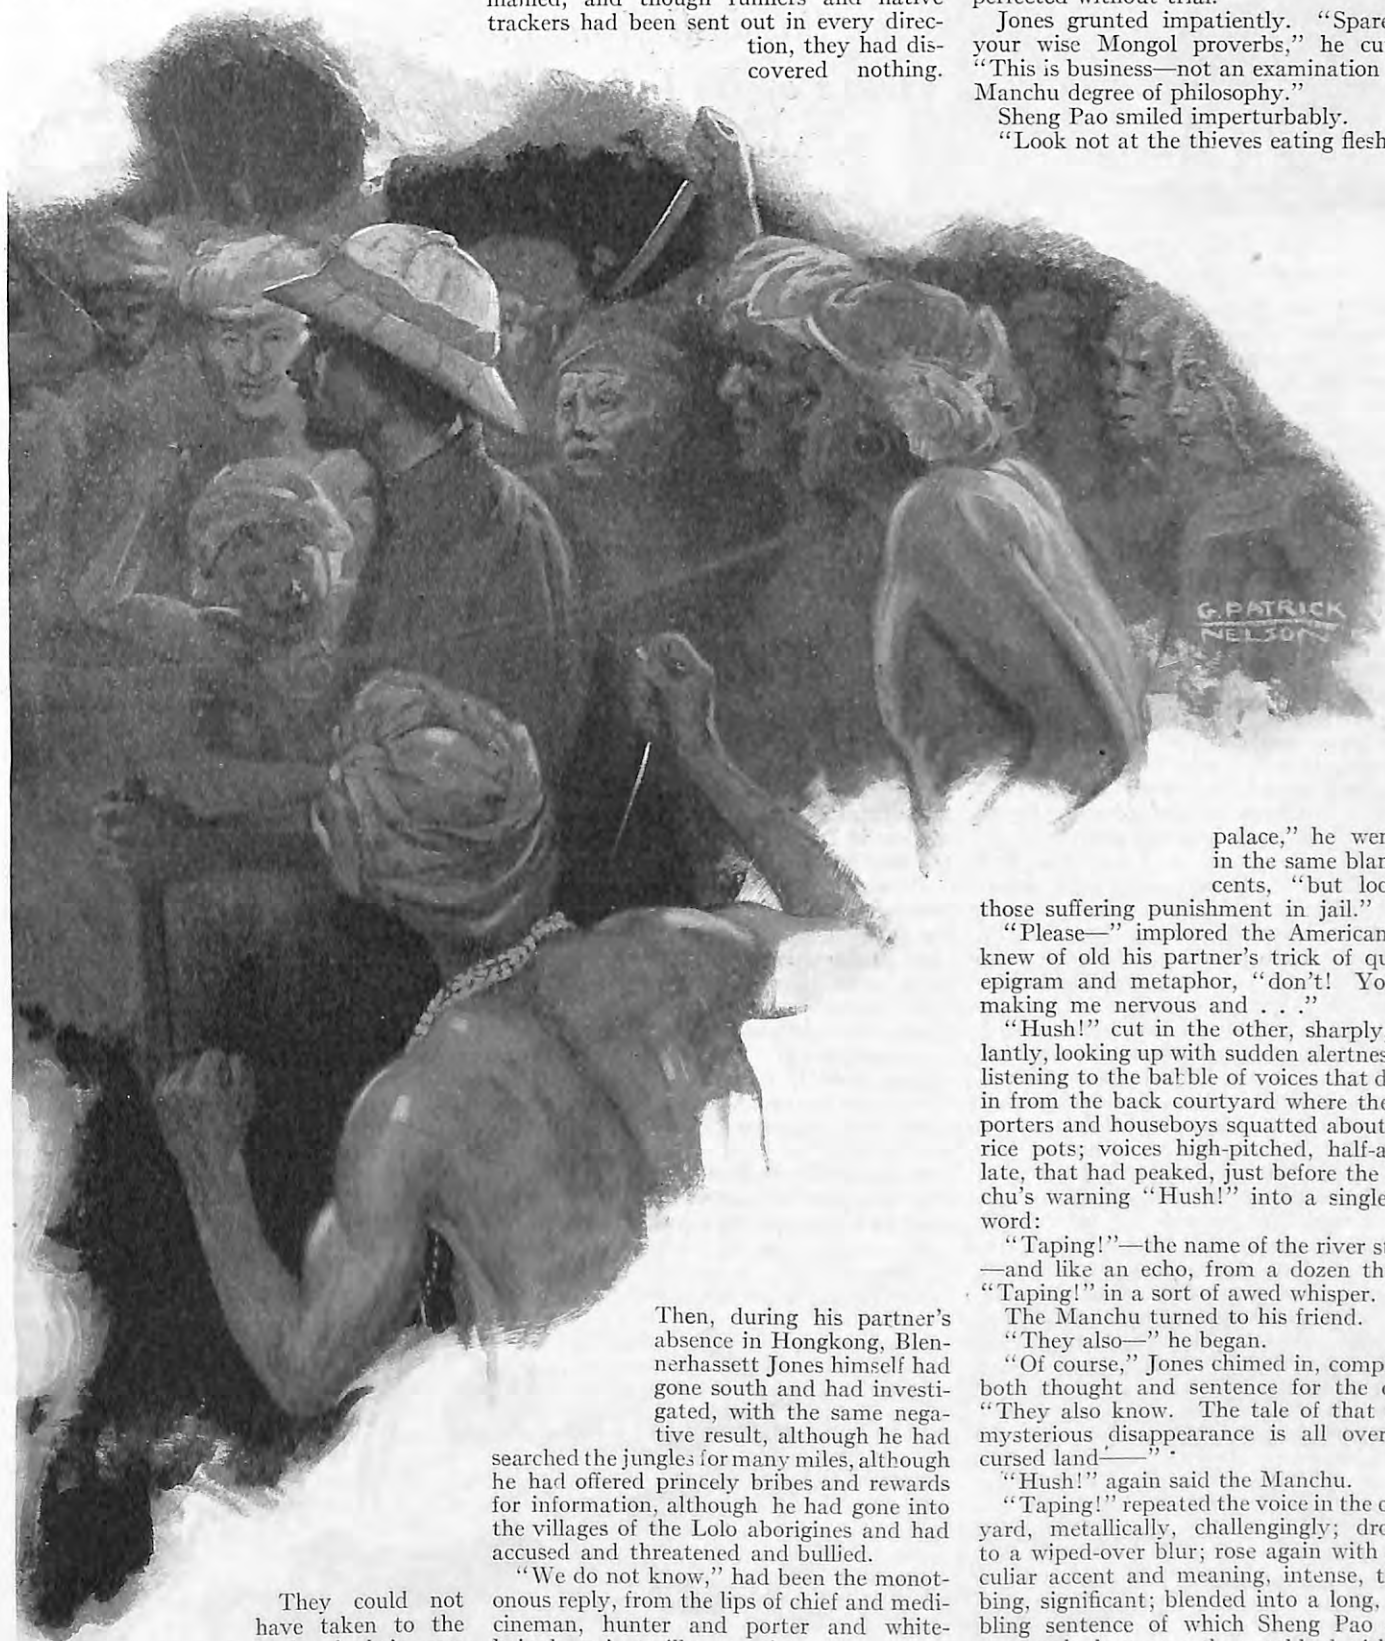 trackers had been sent out in every direc-
tion, they had dis-
covered nothing.
They could not
have taken to the
Then, during his partner's
absence in Hongkong, Blen-
nerhassett Jones himself had
gone south and had investi-
gated, with the same nega-
tive result, although he had
searched the jungles for many miles, although
he had offered princely bribes and rewards
for information, although he had gone into
the villages of the Lolo aborigines and had
accused and threatened and bullied.
"We do not know," had been the monot-
onous reply, from the lips of chief and medi-
cineman, hunter and porter and white-
Jones grunted impatiently. "Spare
your wise Mongol proverbs," he cu
"This is business—not an examination
Manchu degree of philosophy."
Sheng Pao smiled imperturbably.
"Look not at the thieves eating flesh
palace," he wer
in the same blan
cents, "but loo
those suffering punishment in jail."
"Please—" implored the American
knew of old his partner's trick of qu
epigram and metaphor, "don't! Yo
making me nervous and . . ."
"Hush!" cut in the other, sharply,
lantly, looking up with sudden alertnes
listening to the babble of voices that d
in from the back courtyard where the
porters and houseboys squatted about
rice pots; voices high-pitched, half-a
late, that had peaked, just before the
chu's warning "Hush!" into a single
word:
"Taping!"—the name of the river st
—and like an echo, from a dozen th
"Taping!" in a sort of awed whisper.
The Manchu turned to his friend.
"They also—" he began.
"Of course," Jones chimed in, comp
both thought and sentence for the
"They also know. The tale of that
mysterious disappearance is all over
cursed land——"
"Hush!" again said the Manchu.
"Taping!" repeated the voice in the c
yard, metallically, challengingly; dro
to a wiped-over blur; rose again with
culiar accent and meaning, intense, t
bing, significant; blended into a long,
bling sentence of which Sheng Pao
G. PATRICK
NELSON